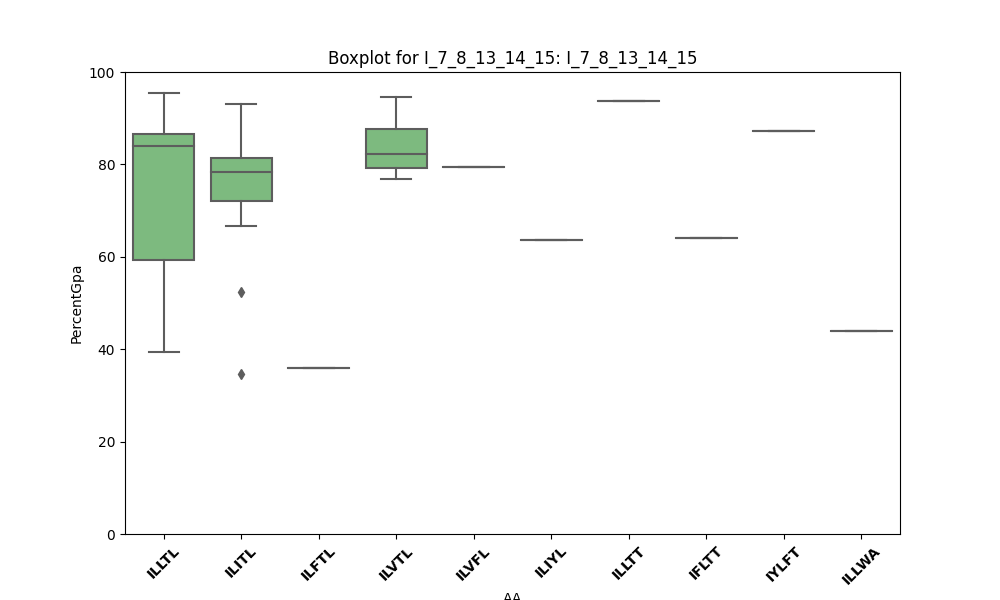 Boxplot for I_7_8_13_14_15: I_7_8_13_14_15
100
80
60
40
20
0
PercentGpa
ILLTL ILITL ILFTL ILVTL ILVFL ILIYL ILLTT IFLTT IYLFT ILLWA
AA